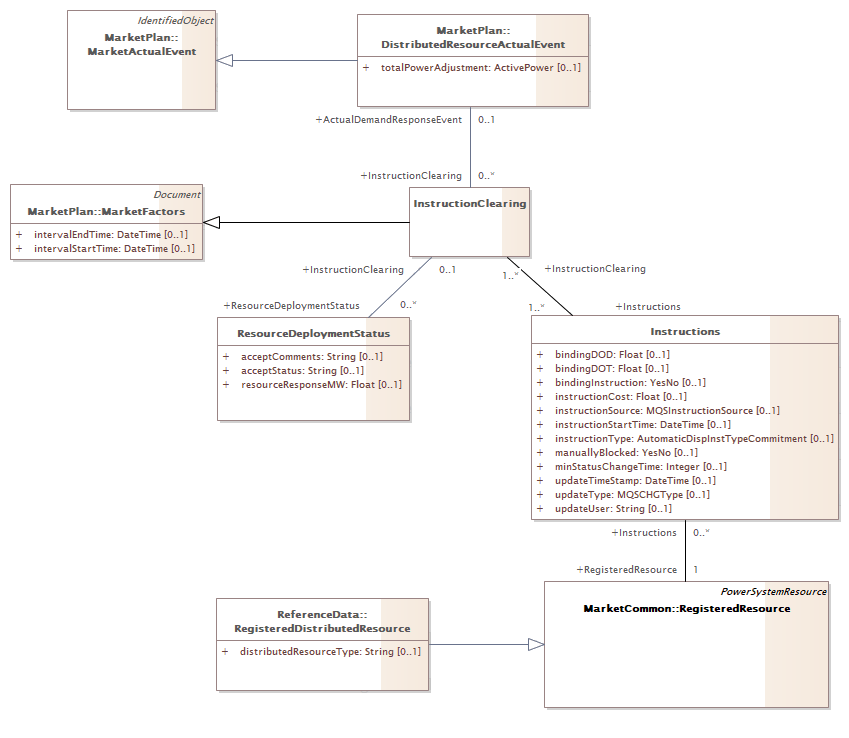 IdentifiedObject
MarketPlan::
MarketActualEvent
MarketPlan::
DistributedResourceActualEvent
+ totalPowerAdjustment: ActivePower [0..1]
+ActualDemandResponseEvent 0..1
+InstructionClearing 0..*
Document
MarketPlan::MarketFactors
+ intervalEndTime: DateTime [0..1]
+ intervalStartTime: DateTime [0..1]
InstructionClearing
+InstructionClearing 0..1
1..* +InstructionClearing
+ResourceDeploymentStatus 0..*
1..* +Instructions
ResourceDeploymentStatus
+ acceptComments: String [0..1]
+ acceptStatus: String [0..1]
+ resourceResponseMW: Float [0..1]
Instructions
+ bindingDOD: Float [0..1]
+ bindingDOT: Float [0..1]
+ bindingInstruction: YesNo [0..1]
+ instructionCost: Float [0..1]
+ instructionSource: MQSInstructionSource [0..1]
+ instructionStartTime: DateTime [0..1]
+ instructionType: AutomaticDispInstTypeCommitment [0..1]
+ manuallyBlocked: YesNo [0..1]
+ minStatusChangeTime: Integer [0..1]
+ updateTimeStamp: DateTime [0..1]
+ updateType: MQSCHGType [0..1]
+ updateUser: String [0..1]
+Instructions 0..*
+RegisteredResource 1
PowerSystemResource
MarketCommon::RegisteredResource
ReferenceData::
RegisteredDistributedResource
+ distributedResourceType: String [0..1]